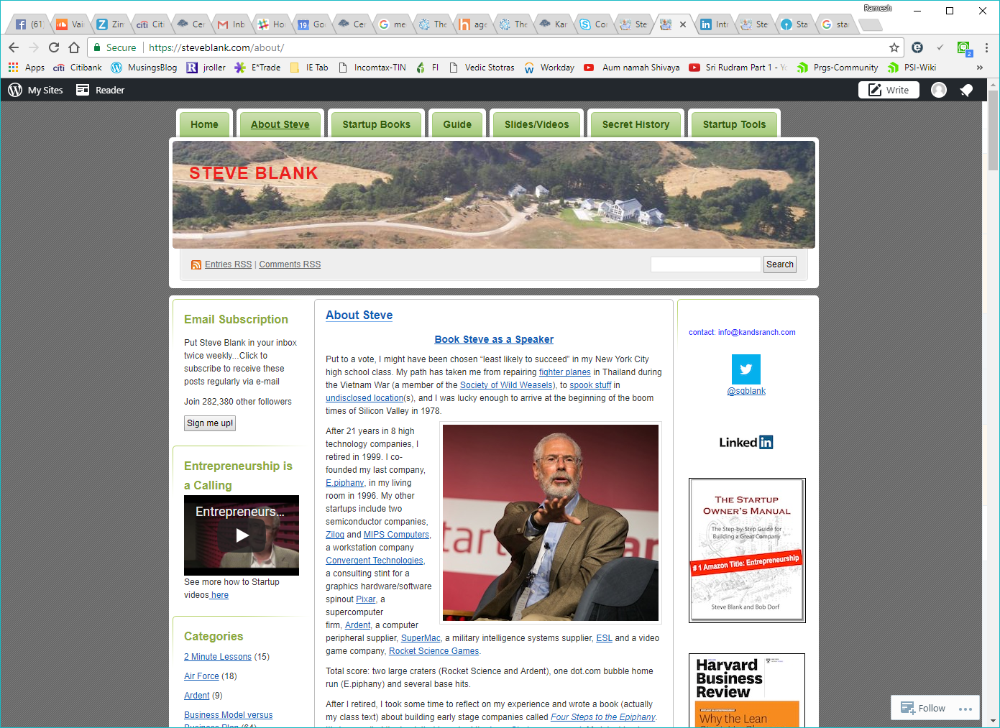 Ramesh
(61)
Vai
Zim
citi Citi
Cer
Inb
Ho
19 Go
Cer
me
The
age
The
Kar
Co
Ste
Inti
Ste
Sta
sta
Secure | https://steveblank.com/about/
2
Apps citi Citibank MusingsBlog jroller E*Trade IE Tab Incomtax-TIN FI Vedic Stotras Workday Aum namah Shivaya Sri Rudram Part 1 - Prgs-Community PSI-Wiki »
My Sites Reader Write
Home About Steve Startup Books Guide Slides/Videos Secret History Startup Tools
STEVE BLANK
Entries RSS | Comments RSS
Search
Email Subscription
Put Steve Blank in your inbox
twice weekly...Click to
subscribe to receive these
posts regularly via e-mail
Join 282,380 other followers
Sign me up!
Entrepreneurship is
a Calling
Entrepreneurs...
See more how to Startup
videos here
Categories
2 Minute Lessons (15)
Air Force (18)
Ardent (9)
Business Model versus
Business Plan (64)
About Steve
Book Steve as a Speaker
Put to a vote, I might have been chosen “least likely to succeed” in my New York City
high school class. My path has taken me from repairing fighter planes in Thailand during
the Vietnam War (a member of the Society of Wild Weasels), to spook stuff in
undisclosed location(s), and I was lucky enough to arrive at the beginning of the boom
times of Silicon Valley in 1978.
After 21 years in 8 high
technology companies, I
retired in 1999. I co-
founded my last company,
E.piphany, in my living
room in 1996. My other
startups include two
semiconductor companies,
Zilog and MIPS Computers,
a workstation company
Convergent Technologies,
a consulting stint for a
graphics hardware/software
spinout Pixar, a
supercomputer
firm, Ardent, a computer
peripheral supplier, SuperMac, a military intelligence systems supplier, ESL and a video
game company, Rocket Science Games.
Total score: two large craters (Rocket Science and Ardent), one dot.com bubble home
run (E.piphany) and several base hits.
After I retired, I took some time to reflect on my experience and wrote a book (actually
my class text) about building early stage companies called Four Steps to the Epiphany.
contact: info@kandsranch.com
@sgblank
Linked in
THE STARTUP
OWNER'S MANUAL
The Step-by-Step Guide for
Building a Great Company
# 1 Amazon Title: Entrepreneurship
Steve Blank and Bob Dorf
Harvard
Business
Review
Why the Lean
Follow